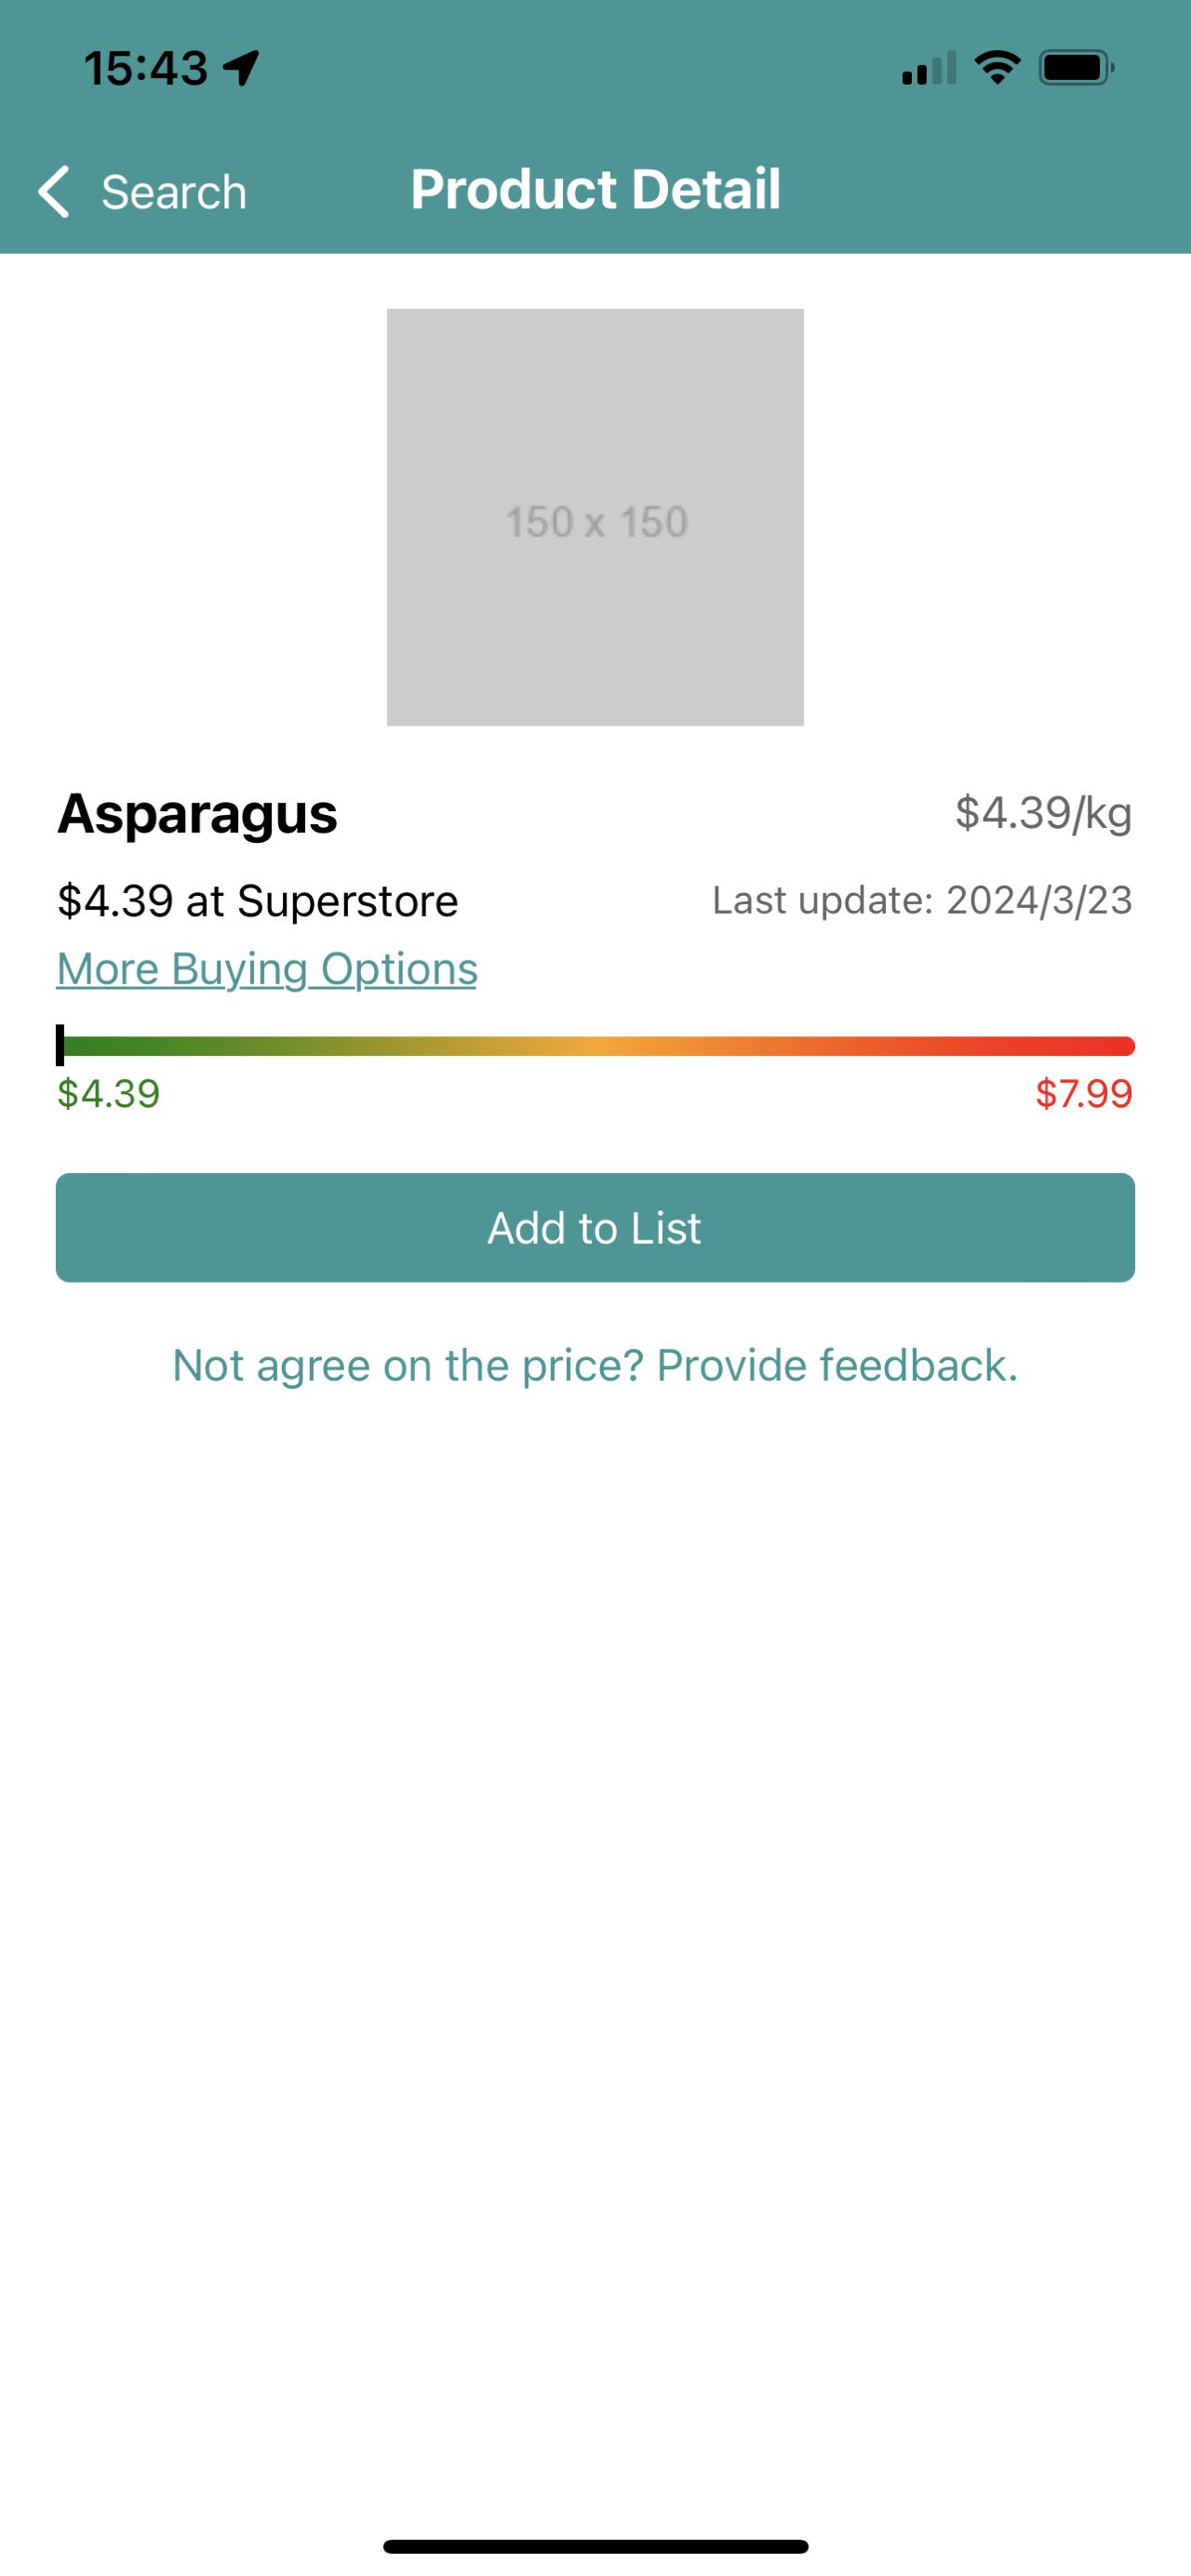 15:43
Search
Product Detail
150 x 150
Asparagus
$4.39/kg
$4.39 at Superstore
Last update: 2024/3/23
More Buying Options
$4.39
$7.99
Add to List
Not agree on the price? Provide feedback.